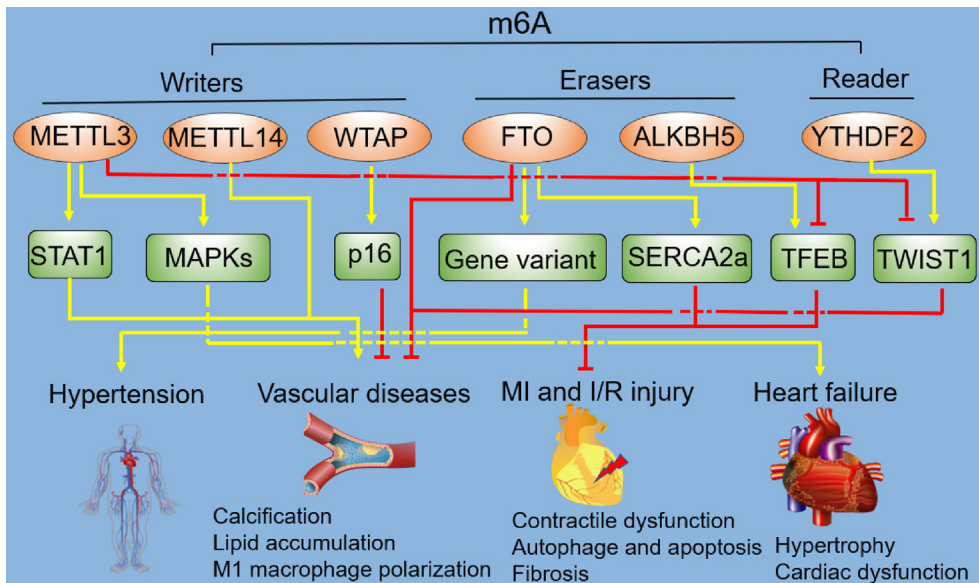 m6A
Writers
Erasers
Reader
METTL3
METTL14
WTAP
FTO
ALKBH5
YTHDF2
STAT1
MAPKs
p16
Gene variant
SERCA2a
TFEB
TWIST1
Hypertension
Vascular diseases
MI and I/R injury
Heart failure
Calcification
Lipid accumulation
M1 macrophage polarization
Contractile dysfunction
Autophage and apoptosis
Fibrosis
Hypertrophy
Cardiac dysfunction